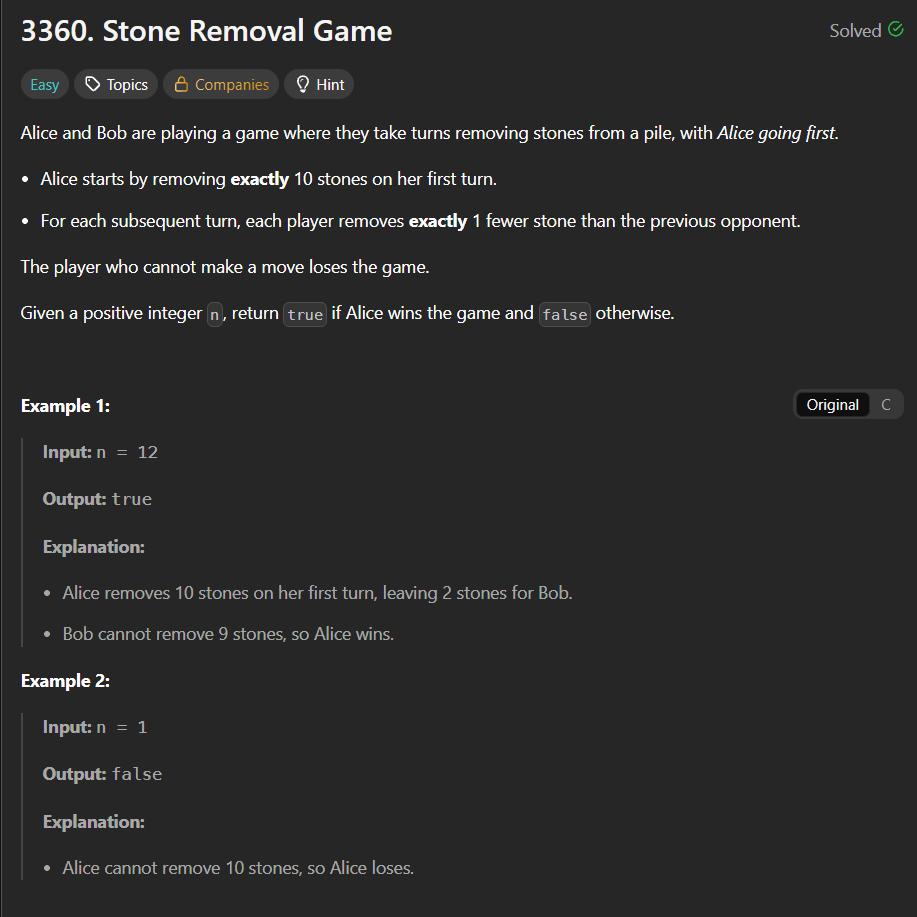 3360. Stone Removal Game
Solved
Easy
Topics
Companies
Hint
Alice and Bob are playing a game where they take turns removing stones from a pile, with Alice going first.
• Alice starts by removing exactly 10 stones on her first turn.
• For each subsequent turn, each player removes exactly 1 fewer stone than the previous opponent.
The player who cannot make a move loses the game.
Given a positive integer n, return true if Alice wins the game and false otherwise.
Example 1:
Original
C
Input: n = 12
Output: true
Explanation:
• Alice removes 10 stones on her first turn, leaving 2 stones for Bob.
• Bob cannot remove 9 stones, so Alice wins.
Example 2:
Input: n = 1
Output: false
Explanation:
• Alice cannot remove 10 stones, so Alice loses.